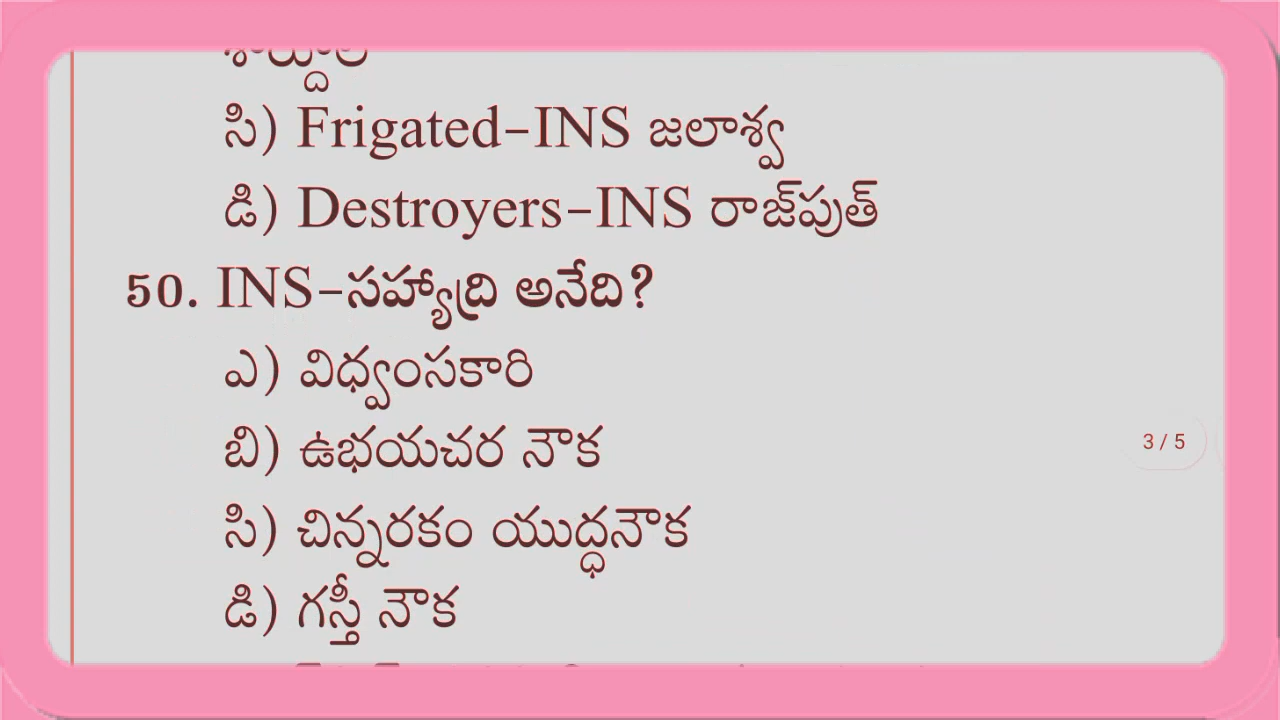 శార్దూల
సి) Frigated-INS జలాశ్వ
డి) Destroyers-INS రాజ్‌పుత్
50. INS-సహ్యాద్రి అనేది?
ఎ) విధ్వంసకారి
బి) ఉభయచర నౌక
సి) చిన్నరకం యుద్ధనౌక
డి) గస్తీ నౌక
3 / 5